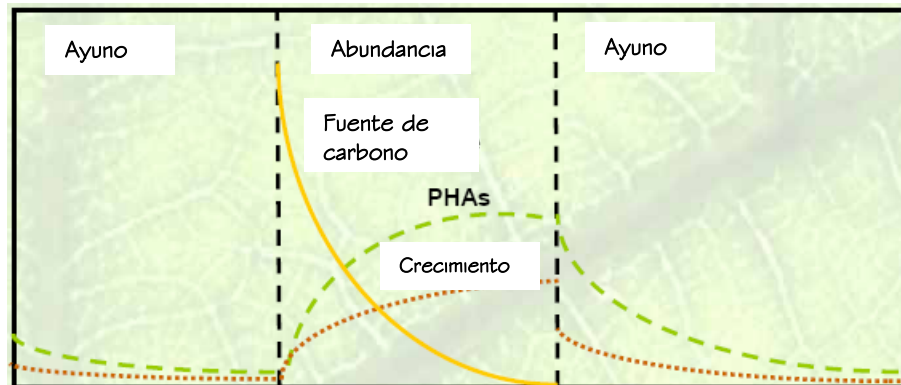 Ayuno
Abundancia
Ayuno
Fuente de
carbono
PHAs
Crecimiento